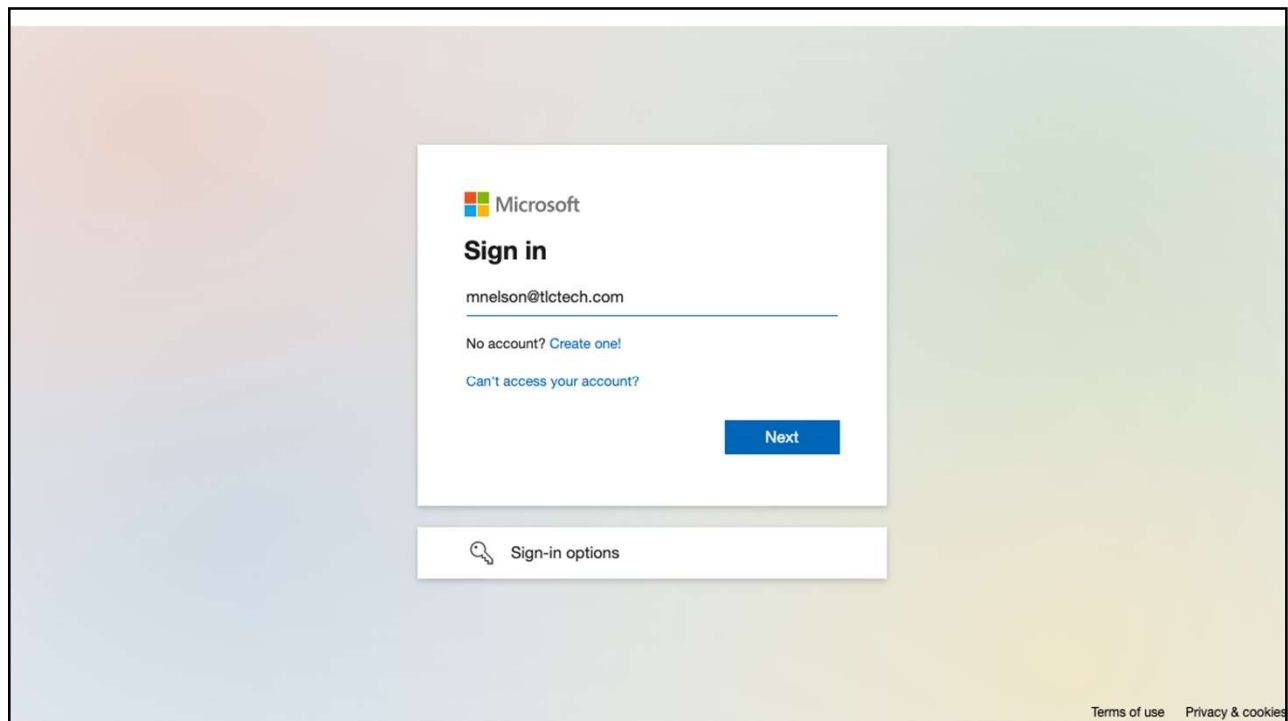 Microsoft
Sign in
mnelson@tlctech.com
No account? Create one!
Can't access your account?
Next
Sign-in options
Terms of use Privacy & cookies